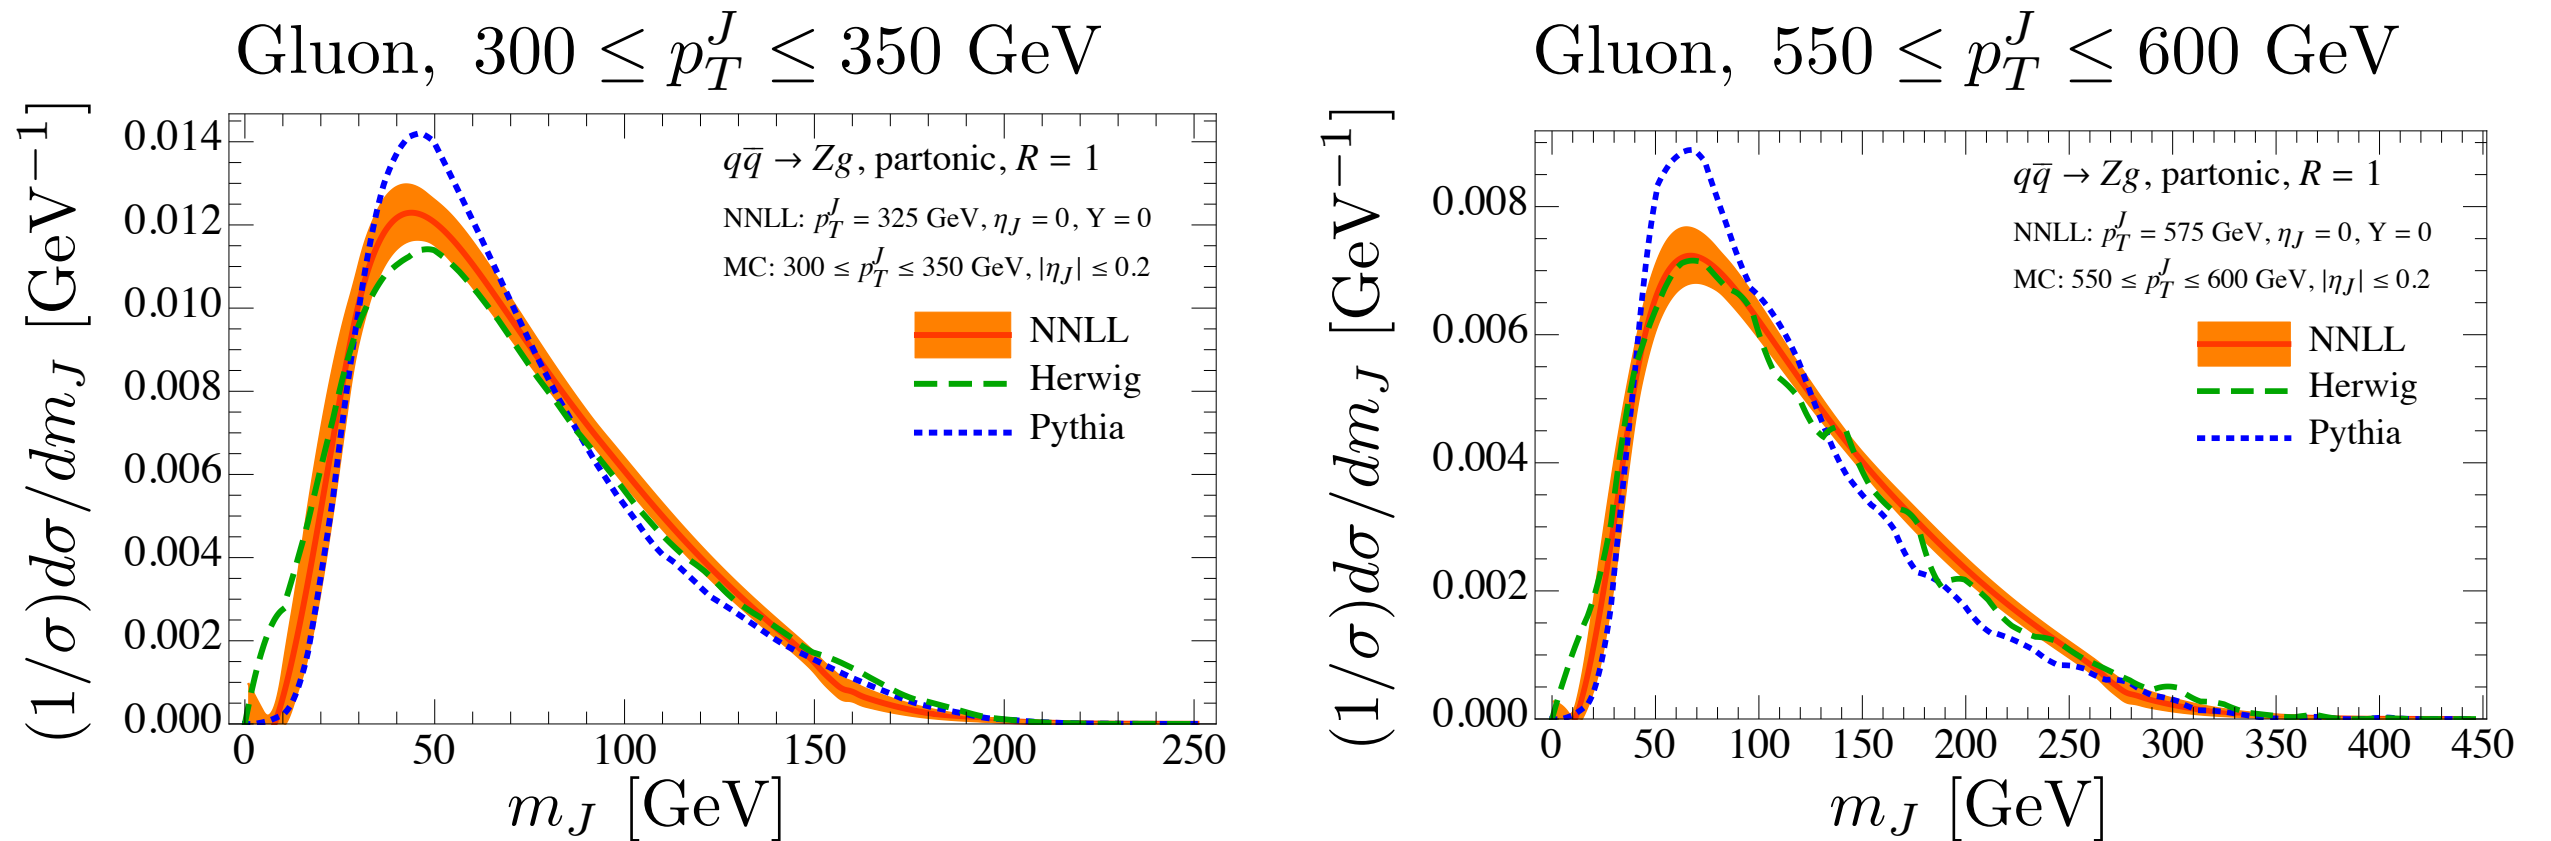 Gluon, 300 ≤ p_T^J ≤ 350 GeV
(1/σ)dσ/dm_J [GeV⁻¹]
0.014
0.012
0.010
0.008
0.006
0.004
0.002
0.000
qq̅ → Zg, partonic, R = 1
NNLL: p_T^J = 325 GeV, η_J = 0, Y = 0
MC: 300 ≤ p_T^J ≤ 350 GeV, |η_J| ≤ 0.2
NNLL
Herwig
Pythia
0 50 100 150 200 250
m_J [GeV]
Gluon, 550 ≤ p_T^J ≤ 600 GeV
(1/σ)dσ/dm_J [GeV⁻¹]
0.008
0.006
0.004
0.002
0.000
qq̅ → Zg, partonic, R = 1
NNLL: p_T^J = 575 GeV, η_J = 0, Y = 0
MC: 550 ≤ p_T^J ≤ 600 GeV, |η_J| ≤ 0.2
NNLL
Herwig
Pythia
0 50 100 150 200 250 300 350 400 450
m_J [GeV]